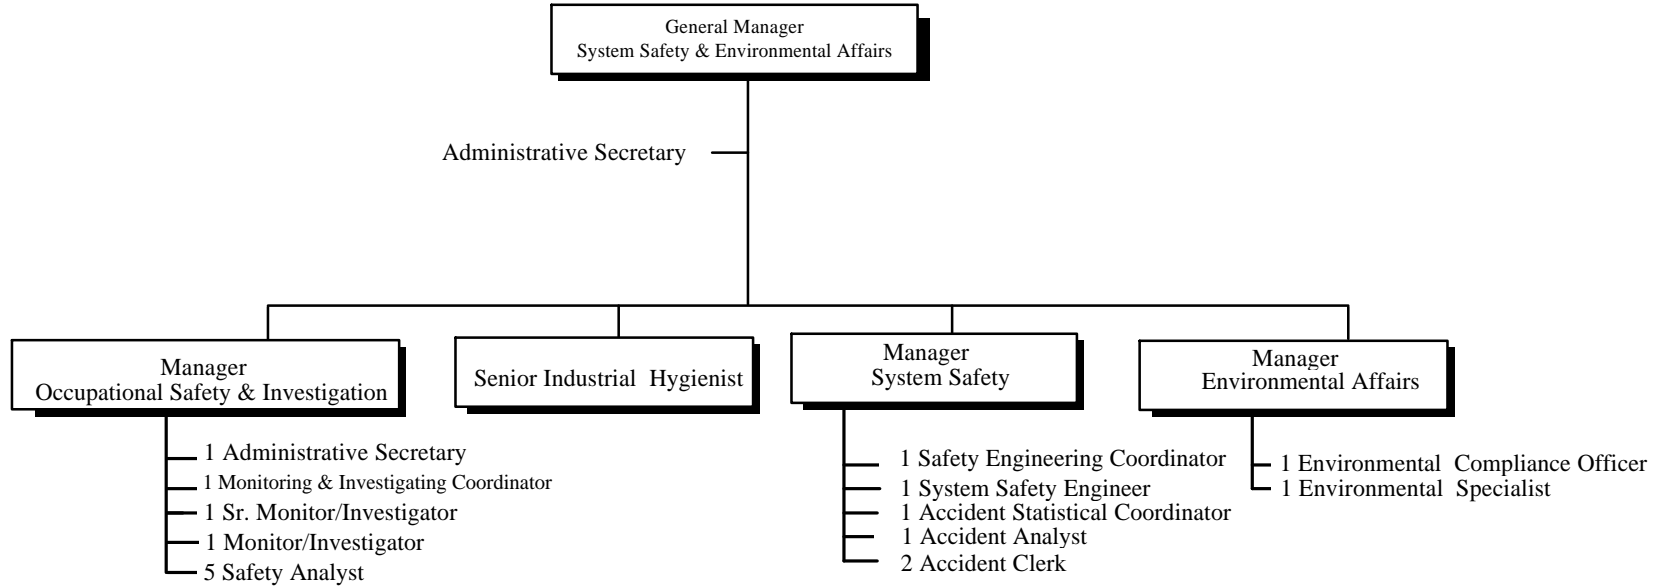 General Manager
System Safety & Environmental Affairs
Administrative Secretary
Manager
Occupational Safety & Investigation
1 Administrative Secretary
1 Monitoring & Investigating Coordinator
1 Sr. Monitor/Investigator
1 Monitor/Investigator
5 Safety Analyst
Senior Industrial Hygienist
Manager
System Safety
1 Safety Engineering Coordinator
1 System Safety Engineer
1 Accident Statistical Coordinator
1 Accident Analyst
2 Accident Clerk
Manager
Environmental Affairs
1 Environmental Compliance Officer
1 Environmental Specialist